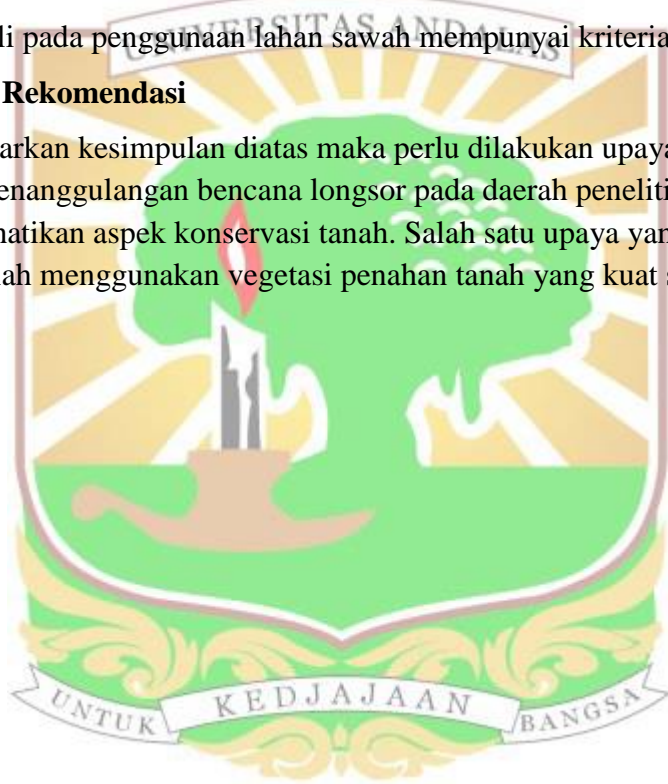 UNIVERSITAS ANDALAS
li pada penggunaan lahan sawah mempunyai kriteria
Rekomendasi
arkan kesimpulan diatas maka perlu dilakukan upaya
enanggulangan bencana longsor pada daerah peneliti
natikan aspek konservasi tanah. Salah satu upaya yan
lah menggunakan vegetasi penahan tanah yang kuat s
UNTUK KEDJAJAAN BANGSA